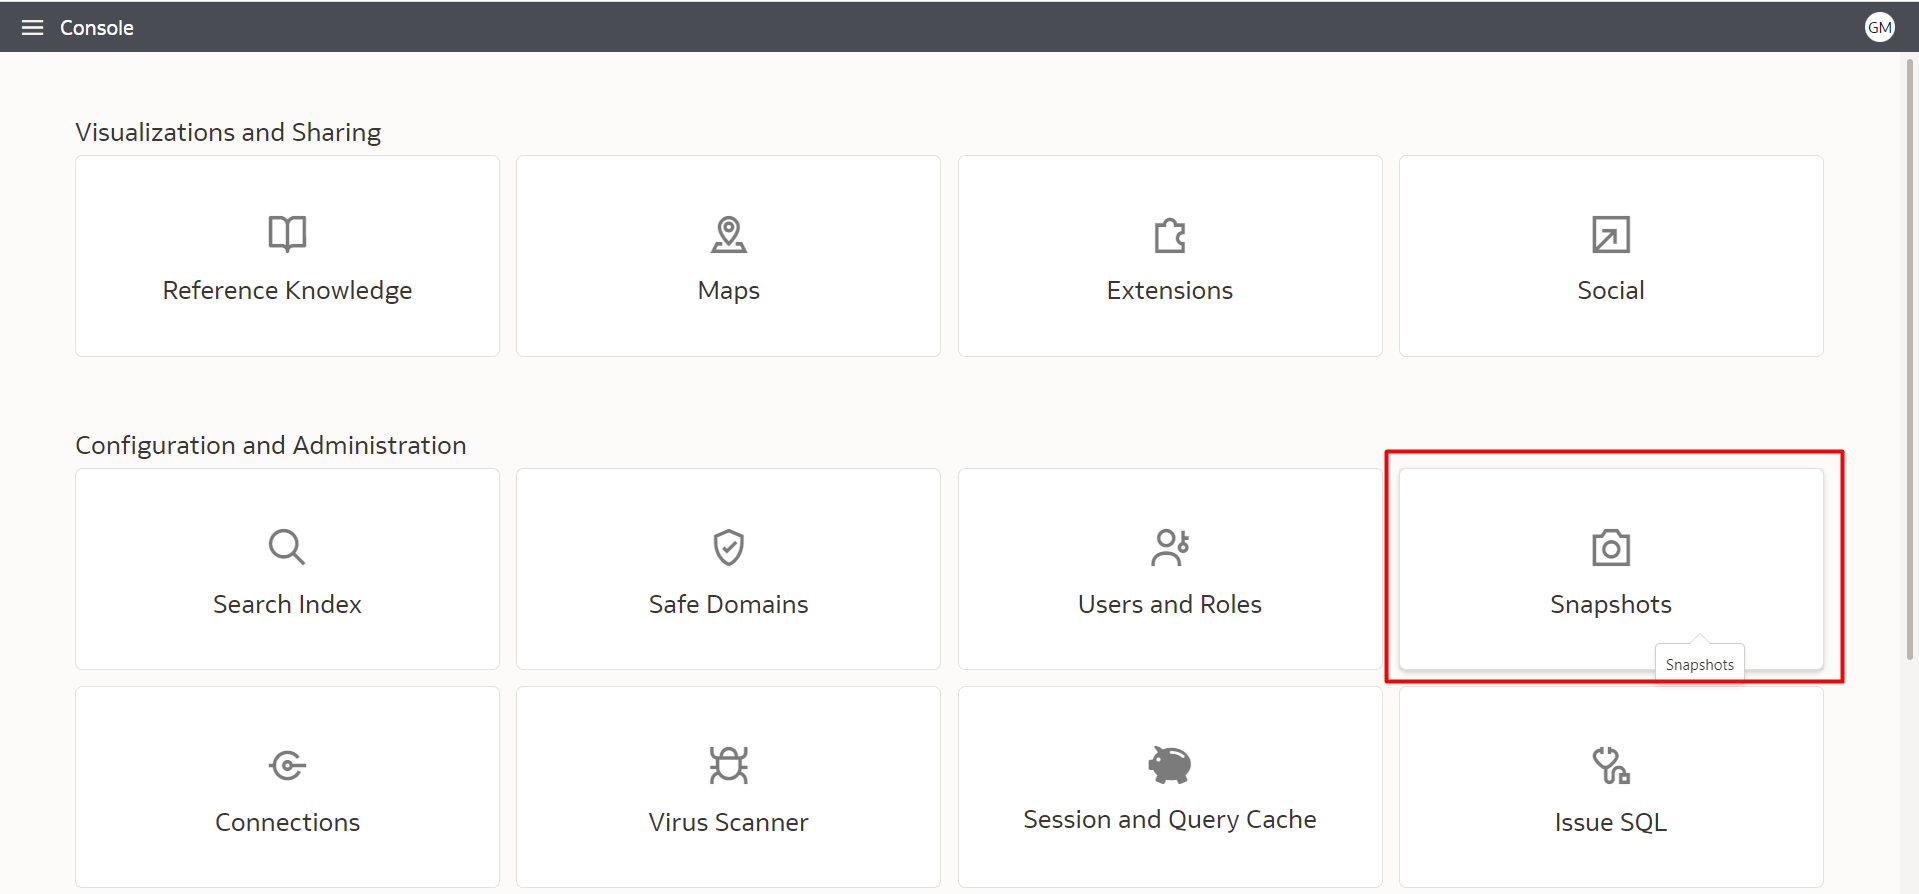 Console
GM
Visualizations and Sharing
Reference Knowledge
Maps
Extensions
Social
Configuration and Administration
Search Index
Safe Domains
Users and Roles
Snapshots
Snapshots
Connections
Virus Scanner
Session and Query Cache
Issue SQL